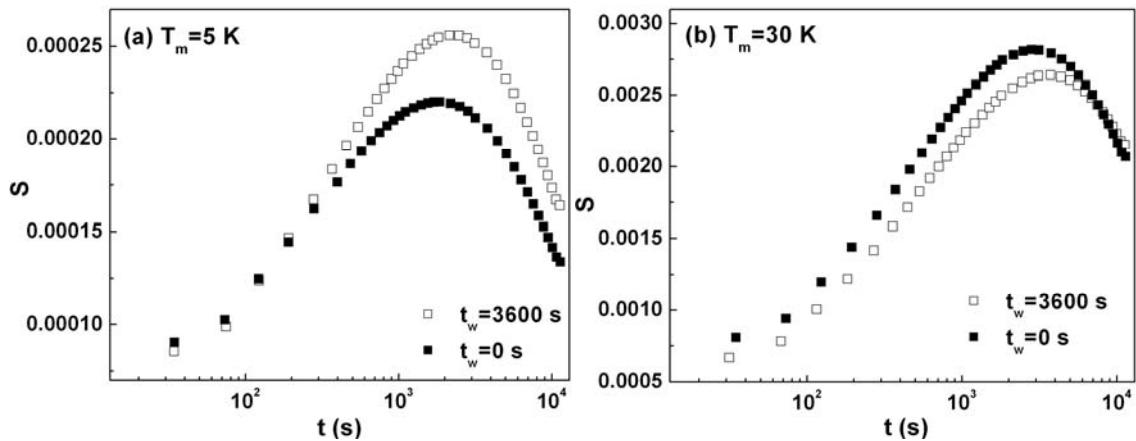 (a) T_m=5 K
S
0.00025
0.00020
0.00015
0.00010
t_w=3600 s
t_w=0 s
10^2
10^3
10^4
t (s)
(b) T_m=30 K
S
0.0030
0.0025
0.0020
0.0015
0.0010
0.0005
t_w=3600 s
t_w=0 s
10^2
10^3
10^4
t (s)